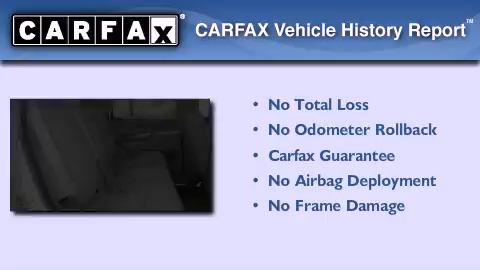 CARFAX® CARFAX Vehicle History Report™
• No Total Loss
• No Odometer Rollback
• Carfax Guarantee
• No Airbag Deployment
• No Frame Damage